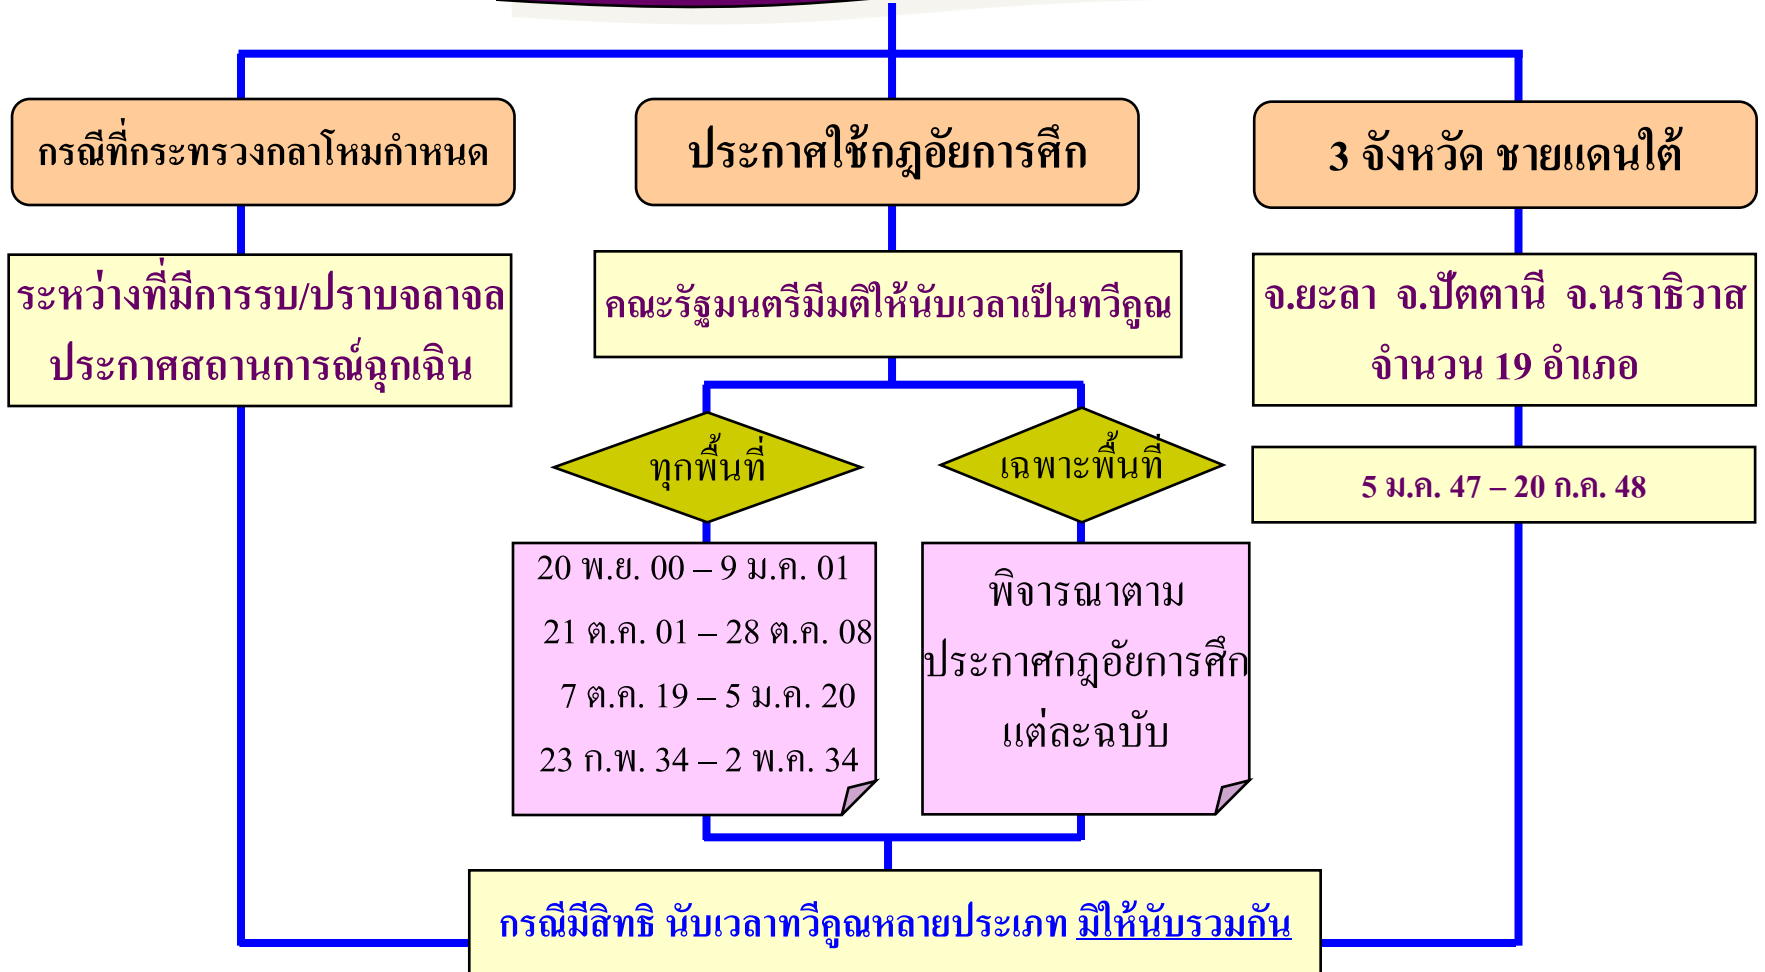 กรณีที่กระทรวงกลาโหมกำหนด
ระหว่างที่มีการรบ/ปราบจลาจล
ประกาศสถานการณ์ฉุกเฉิน
ประกาศใช้กฎอัยการศึก
คณะรัฐมนตรีมีมติให้นับเวลาเป็นทวีคูณ
ทุกพื้นที่
20 พ.ย. 00 – 9 ม.ค. 01
21 ต.ค. 01 – 28 ต.ค. 08
7 ต.ค. 19 – 5 ม.ค. 20
23 ก.พ. 34 – 2 พ.ค. 34
เฉพาะพื้นที่
พิจารณาตาม
ประกาศกฎอัยการศึก
แต่ละฉบับ
3 จังหวัด ชายแดนใต้
จ.ยะลา จ.ปัตตานี จ.นราธิวาส
จำนวน 19 อำเภอ
5 ม.ค. 47 – 20 ก.ค. 48
กรณีมีสิทธิ นับเวลาทวีคูณหลายประเภท มิให้นับรวมกัน